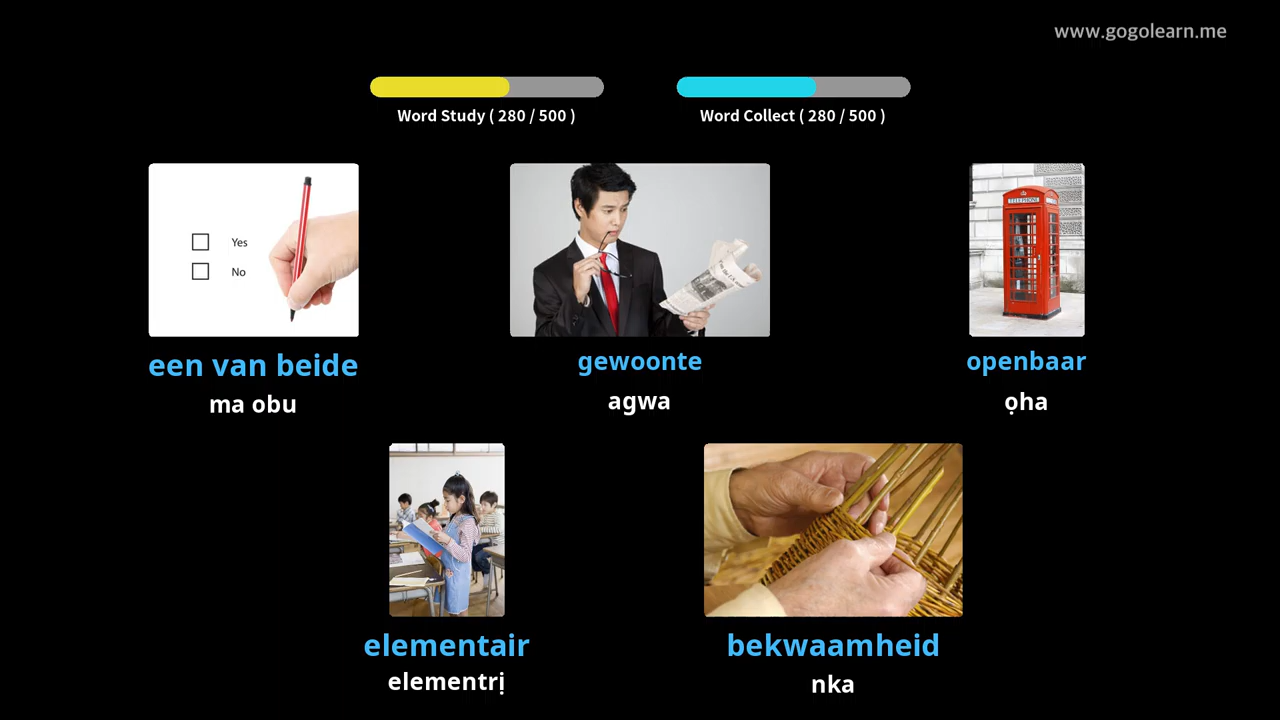 www.gogolearn.me
Word Study ( 280 / 500 )
Word Collect ( 280 / 500 )
Yes
No
TELEPHONE
een van beide
gewoonte
openbaar
ma obu
agwa
ọha
elementair
bekwaamheid
elementrị
nka